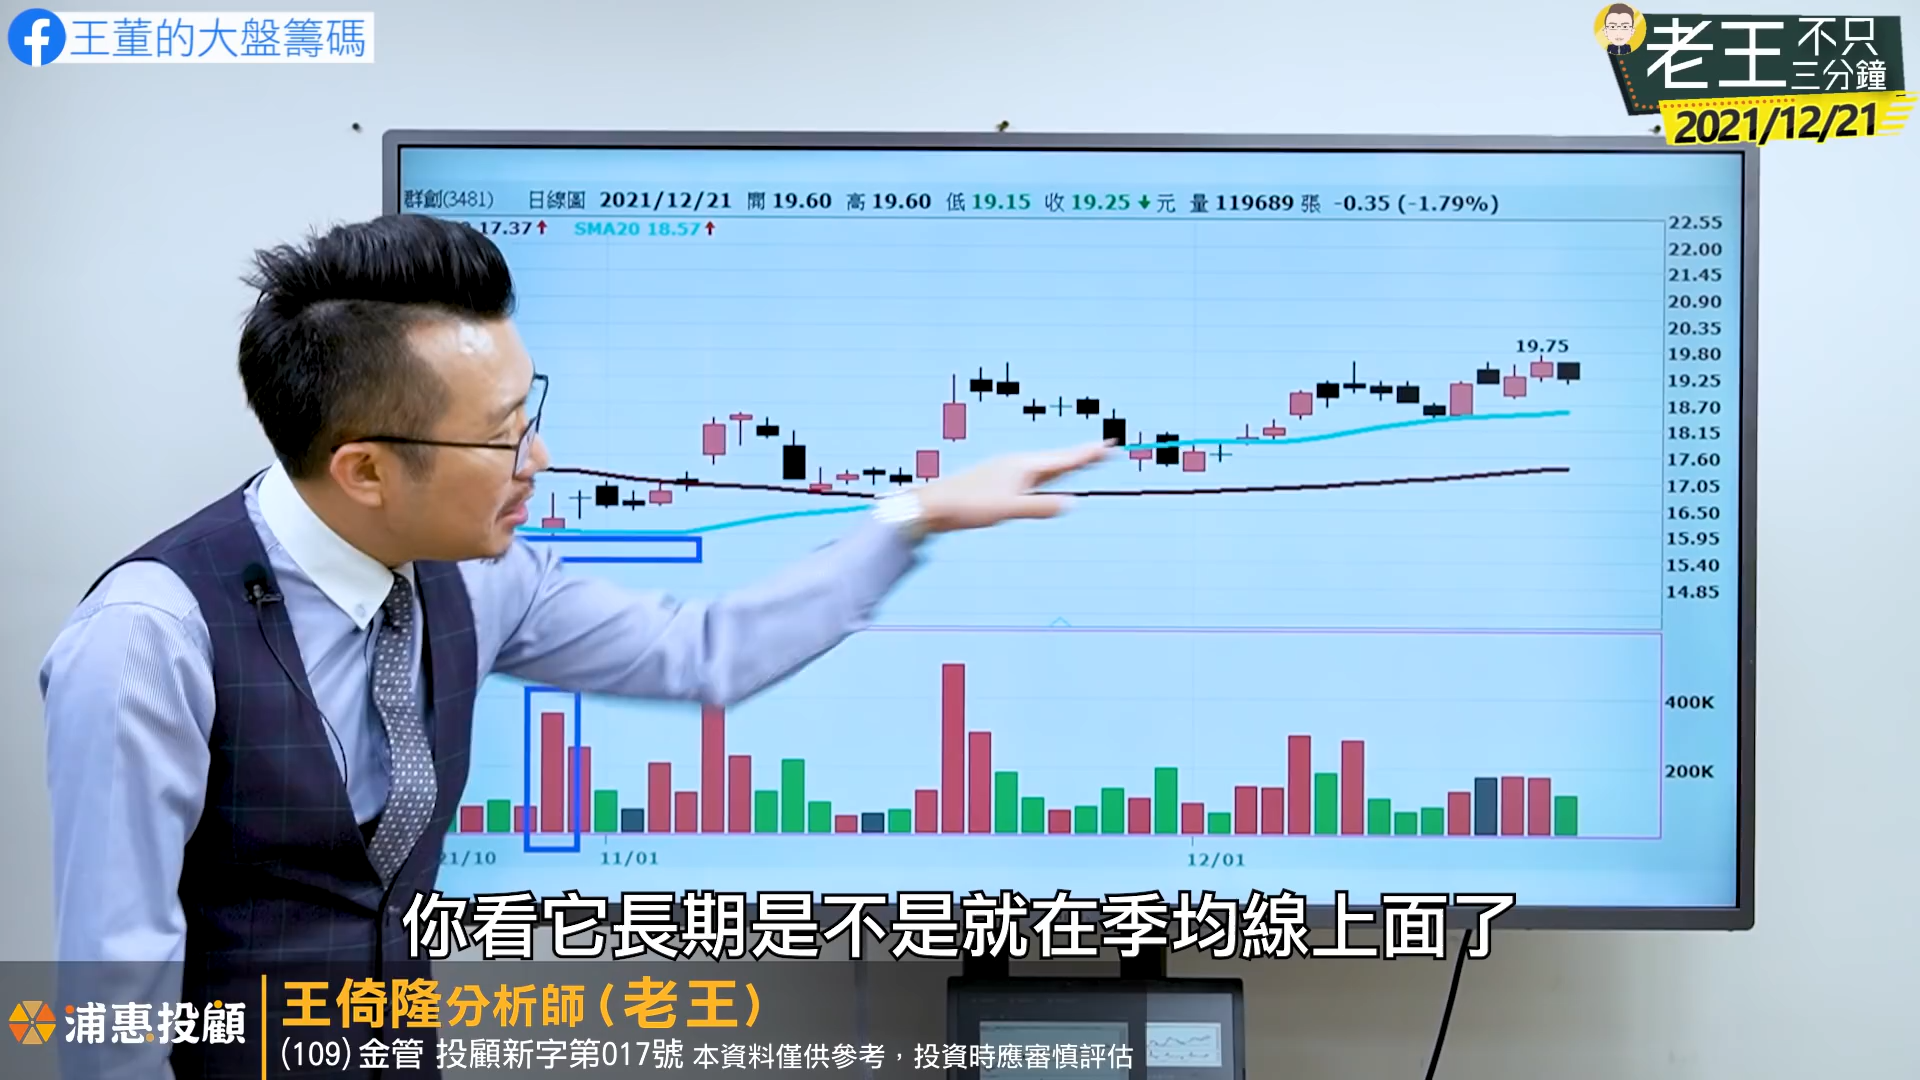 王董的大盤籌碼
老王不只三分鐘
2021/12/21
群創(3481) 日線圖 2021/12/21 開 19.60 高 19.60 低 19.15 收 19.25 ↓ 元 量 119689 張 -0.35 (-1.79%)
17.37↑ SMA20 18.57↑
22.55
22.00
21.45
20.90
20.35
19.75
19.80
19.25
18.70
18.15
17.60
17.05
16.50
15.95
15.40
14.85
400K
200K
21/10 11/01 12/01
你看它長期是不是就在季均線上面了
浦惠投顧
王倚隆分析師(老王)
(109)金管 投顧新字第017號 本資料僅供參考，投資時應審慎評估